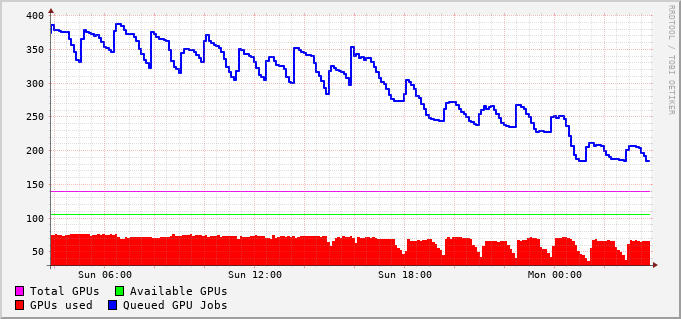 400
350
300
250
200
150
100
50
Sun 06:00 Sun 12:00 Sun 18:00 Mon 00:00
Total GPUs Available GPUs
GPUs used Queued GPU Jobs
RRDTOOL / TOBI OETIKER